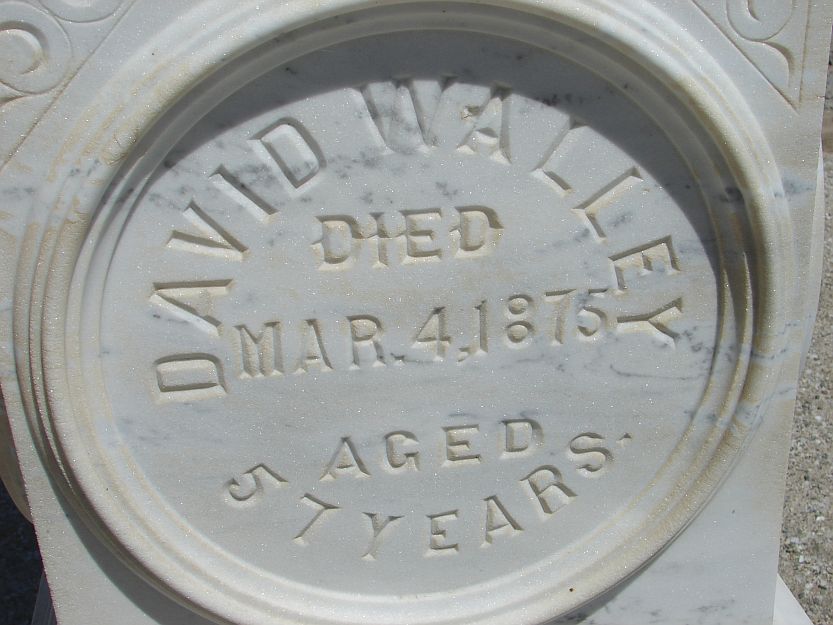 DAVID WALLEY
DIED
MAR. 4, 1875
AGED
57 YEARS.